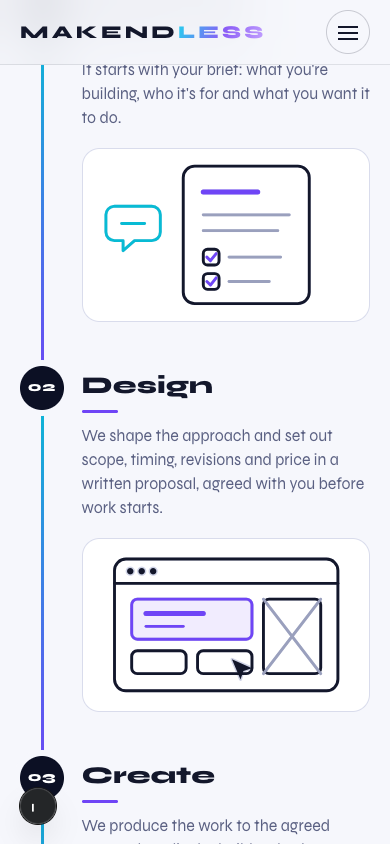 MAKENDLESS
It starts with your brief: what you're
building, who it's for and what you want it
to do.
02
Design
We shape the approach and set out
scope, timing, revisions and price in a
written proposal, agreed with you before
work starts.
03
Create
We produce the work to the agreed